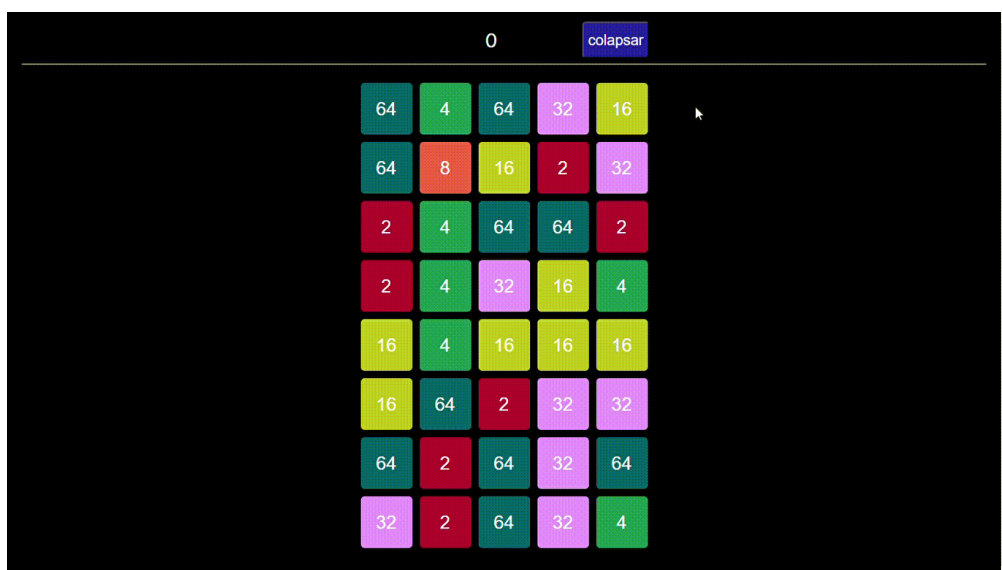 0 colapsar
64 4 64 32 16
64 8 16 2 32
2 4 64 64 2
2 4 32 16 4
16 4 16 16 16
16 64 2 32 32
64 2 64 32 64
32 2 64 32 4